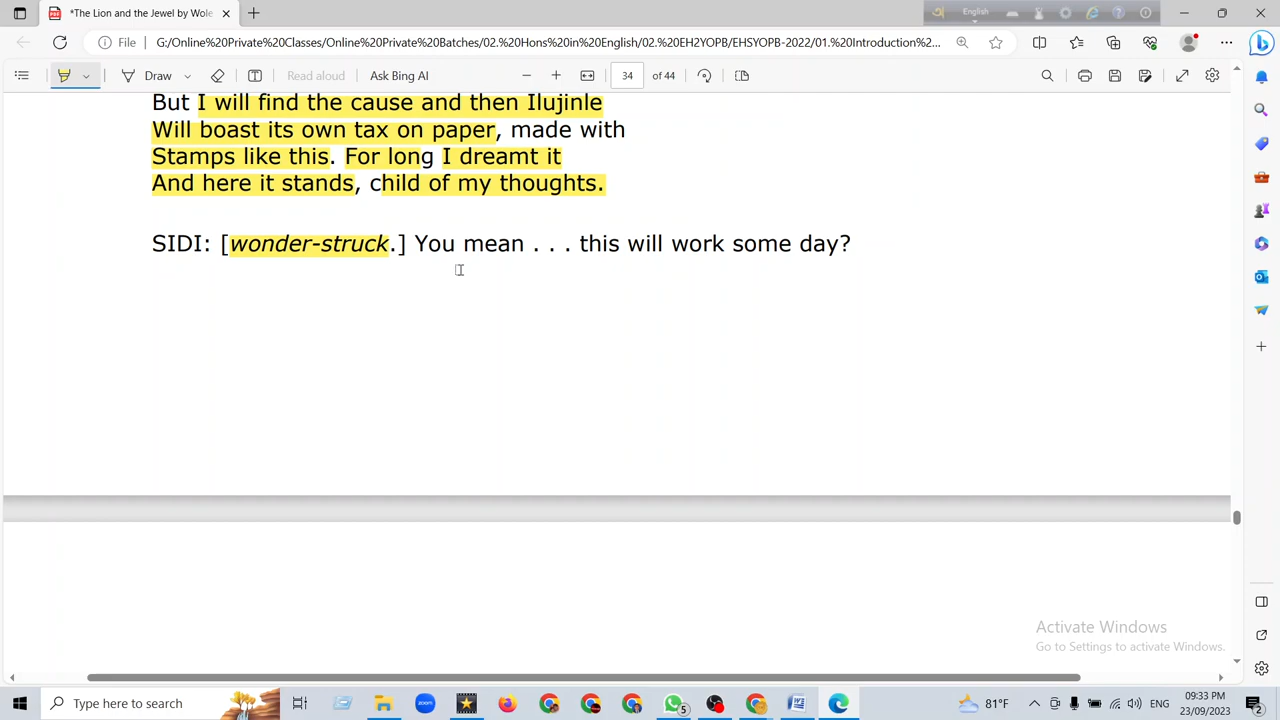 *The Lion and the Jewel by Wole
English
File
G:/Online%20Private%20Classes/Online%20Private%20Batches/02.%20Hons%20in%20English/02.%20EH2YOPB/EHSYOPB-2022/01.%20Introduction%2...
Draw
Read aloud
Ask Bing AI
34 of 44
But I will find the cause and then Ilujinle
Will boast its own tax on paper, made with
Stamps like this. For long I dreamt it
And here it stands, child of my thoughts.
SIDI: [wonder-struck.] You mean . . . this will work some day?
Activate Windows
Go to Settings to activate Windows.
Type here to search
zoom
5
81°F
09:33 PM
23/09/2023
2